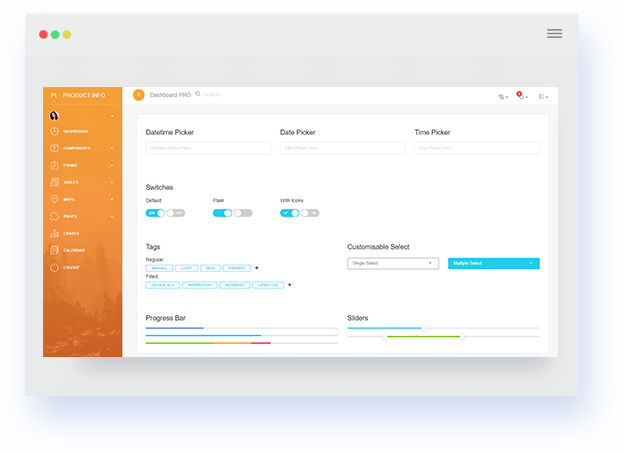 PI PRODUCT INFO
Dashboard PRO Search...
DASHBOARD
COMPONENTS
FORMS
TABLES
MAPS
PAGES
CHARTS
CALENDAR
LOGOUT
Datetime Picker Date Picker Time Picker
Datetime Picker Here Date Picker Here Time Picker Here
Switches
Default Plain With Icons
ON OFF
Tags Customisable Select
Regular
MINIMAL LIGHT NEW FRIENDS +
Single Select Multiple Select
Filled
DESIGN & UI INSPIRATION BUSINESS LIFESTYLE +
Progress Bar Sliders